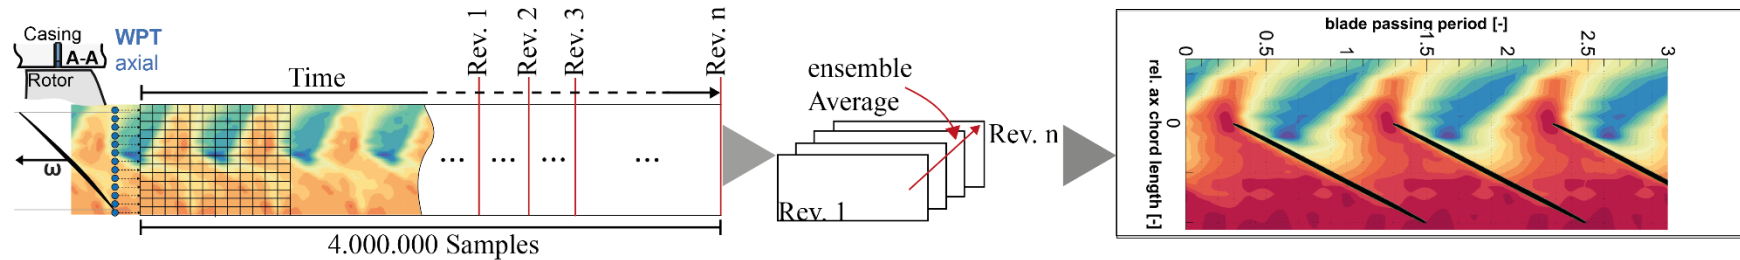 Casing
A-A
Rotor
WPT
axial
ω
Time
Rev. 1
Rev. 2
Rev. 3
Rev. n
...
...
...
...
4.000.000 Samples
ensemble
Average
Rev. n
Rev. 1
blade passing period [-]
0 0.5 1 1.5 2 2.5 3
rel. ax chord length [-]
0